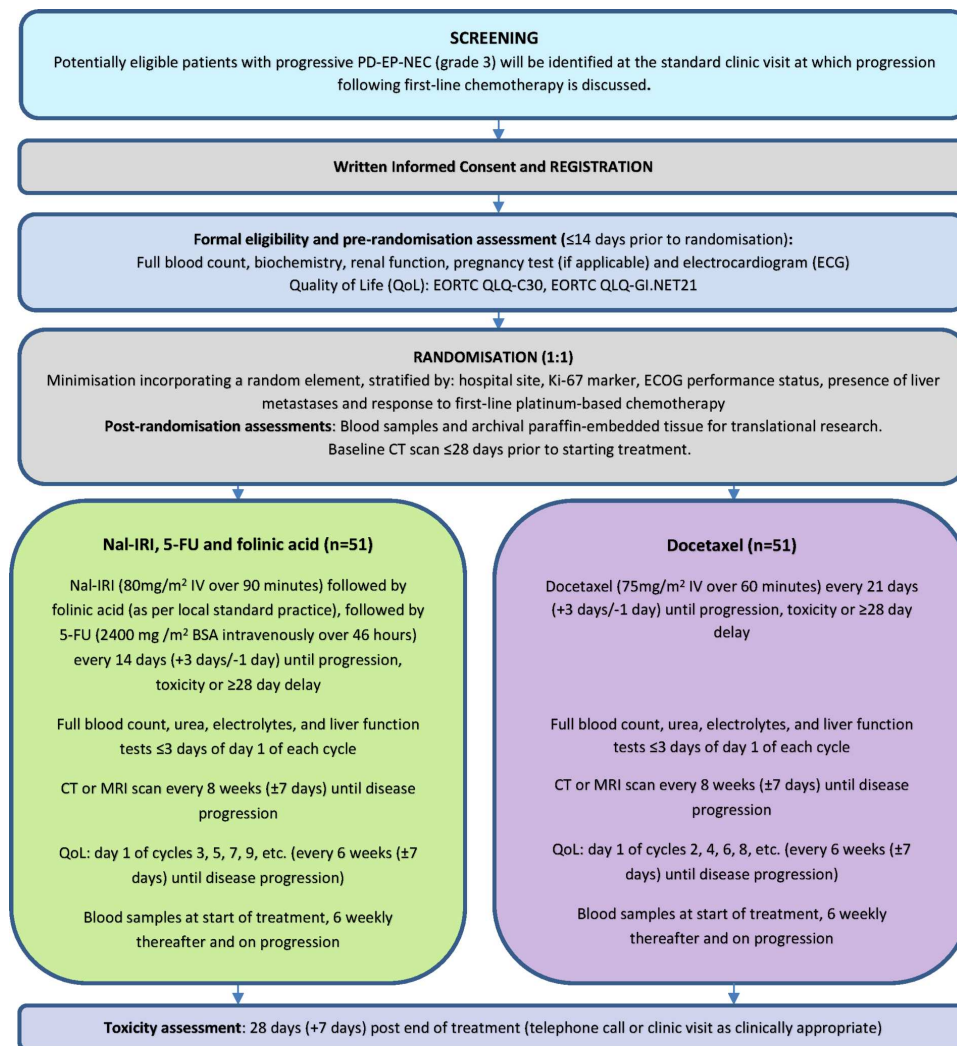 SCREENING
Potentially eligible patients with progressive PD-EP-NEC (grade 3) will be identified at the standard clinic visit at which progression
following first-line chemotherapy is discussed.
Written Informed Consent and REGISTRATION
Formal eligibility and pre-randomisation assessment (≤14 days prior to randomisation):
Full blood count, biochemistry, renal function, pregnancy test (if applicable) and electrocardiogram (ECG)
Quality of Life (QoL): EORTC QLQ-C30, EORTC QLQ-GI.NET21
RANDOMISATION (1:1)
Minimisation incorporating a random element, stratified by: hospital site, Ki-67 marker, ECOG performance status, presence of liver
metastases and response to first-line platinum-based chemotherapy
Post-randomisation assessments: Blood samples and archival paraffin-embedded tissue for translational research.
Baseline CT scan ≤28 days prior to starting treatment.
Nal-IRI, 5-FU and folinic acid (n=51)
Nal-IRI (80mg/m² IV over 90 minutes) followed by
folinic acid (as per local standard practice), followed by
5-FU (2400 mg /m² BSA intravenously over 46 hours)
every 14 days (+3 days/-1 day) until progression,
toxicity or ≥28 day delay
Full blood count, urea, electrolytes, and liver function
tests ≤3 days of day 1 of each cycle
CT or MRI scan every 8 weeks (±7 days) until disease
progression
QoL: day 1 of cycles 3, 5, 7, 9, etc. (every 6 weeks (±7
days) until disease progression)
Blood samples at start of treatment, 6 weekly
thereafter and on progression
Docetaxel (n=51)
Docetaxel (75mg/m² IV over 60 minutes) every 21 days
(+3 days/-1 day) until progression, toxicity or ≥28 day
delay
Full blood count, urea, electrolytes, and liver function
tests ≤3 days of day 1 of each cycle
CT or MRI scan every 8 weeks (±7 days) until disease
progression
QoL: day 1 of cycles 2, 4, 6, 8, etc. (every 6 weeks (±7
days) until disease progression)
Blood samples at start of treatment, 6 weekly
thereafter and on progression
Toxicity assessment: 28 days (+7 days) post end of treatment (telephone call or clinic visit as clinically appropriate)